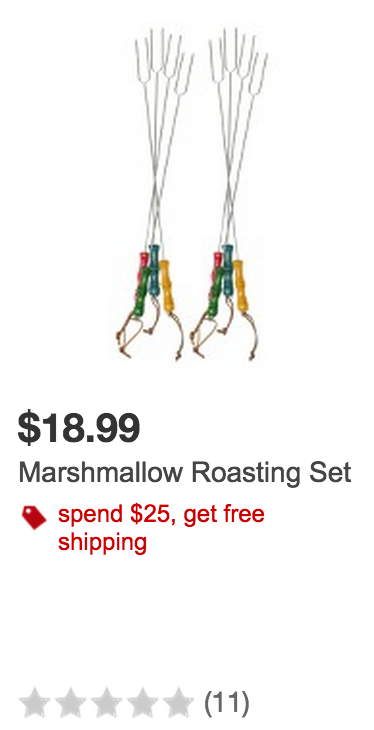 $18.99
Marshmallow Roasting Set
spend $25, get free
shipping
(11)